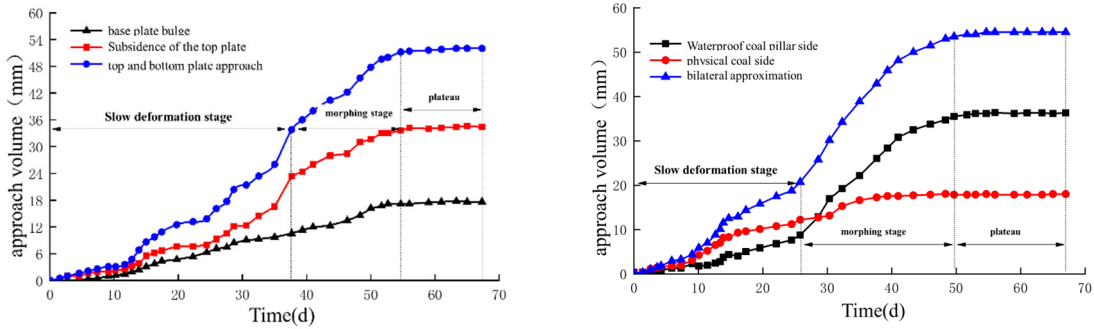 60
54
51
48
42
36
30
24
18
12
6
0
approach volume (mm)
base plate bulge
Subsidence of the top plate
top and bottom plate approach
Slow deformation stage
morphing stage
plateau
0 10 20 30 40 50 60 70
Time(d)
60
50
40
30
20
10
0
approach volume (mm)
Waterproof coal pillar side
physical coal side
bilateral approximation
Slow deformation stage
morphing stage
plateau
0 10 20 30 40 50 60 70
Time(d)